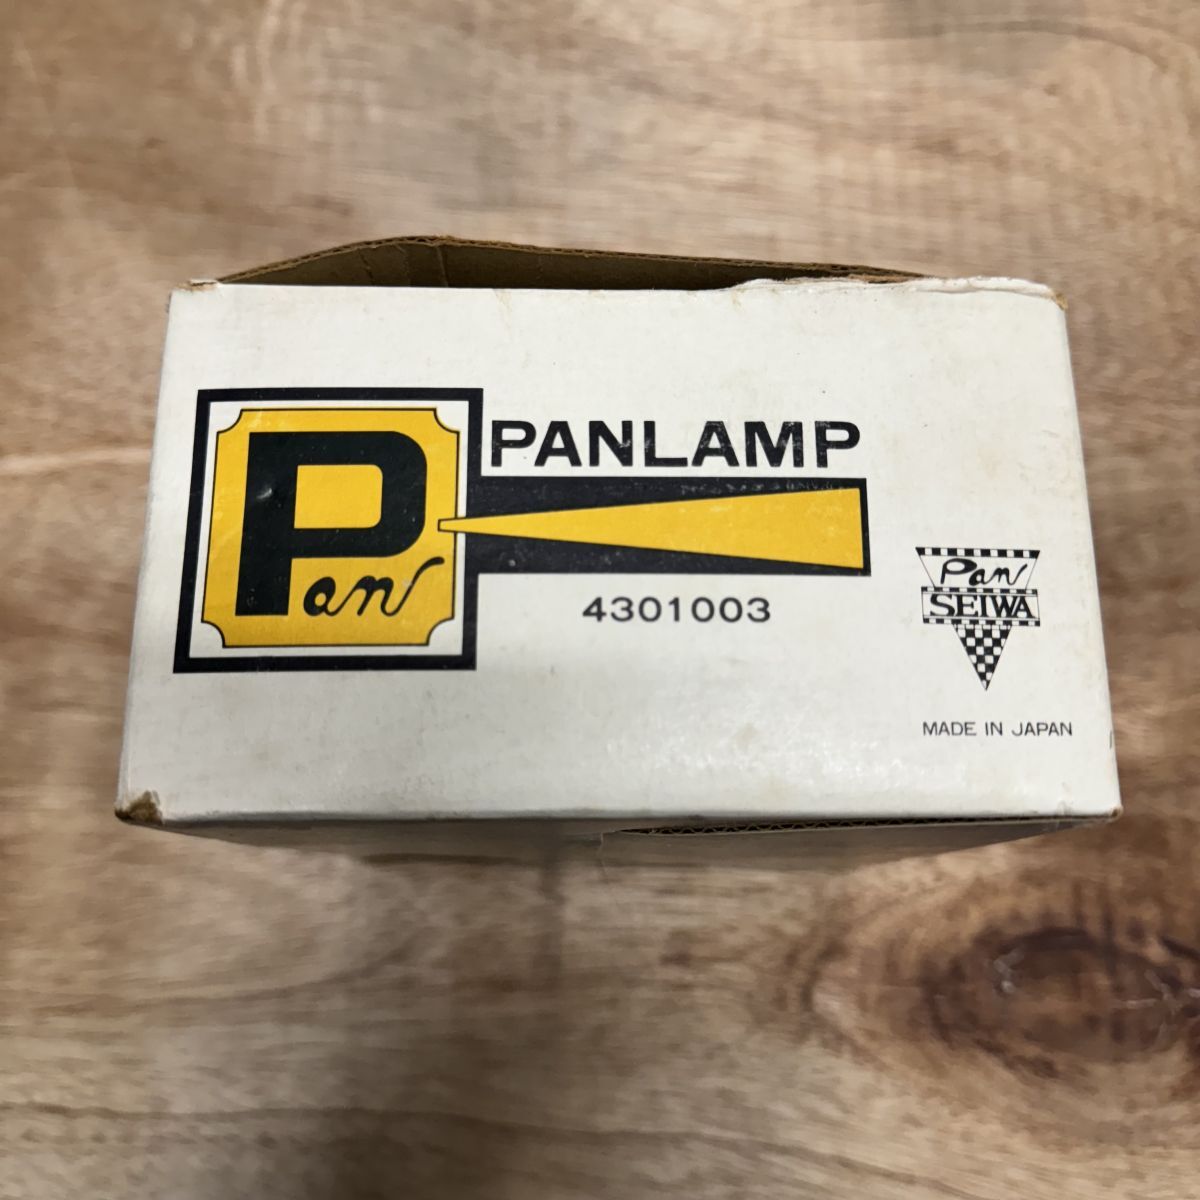 Pan
PANLAMP
4301003
Pan
SEIWA
MADE IN JAPAN